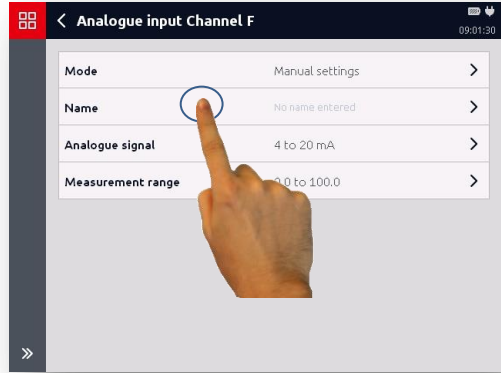 Analogue input Channel F
09:01:30
Mode Manual settings
Name No name entered
Analogue signal 4 to 20 mA
Measurement range 0.0 to 100.0